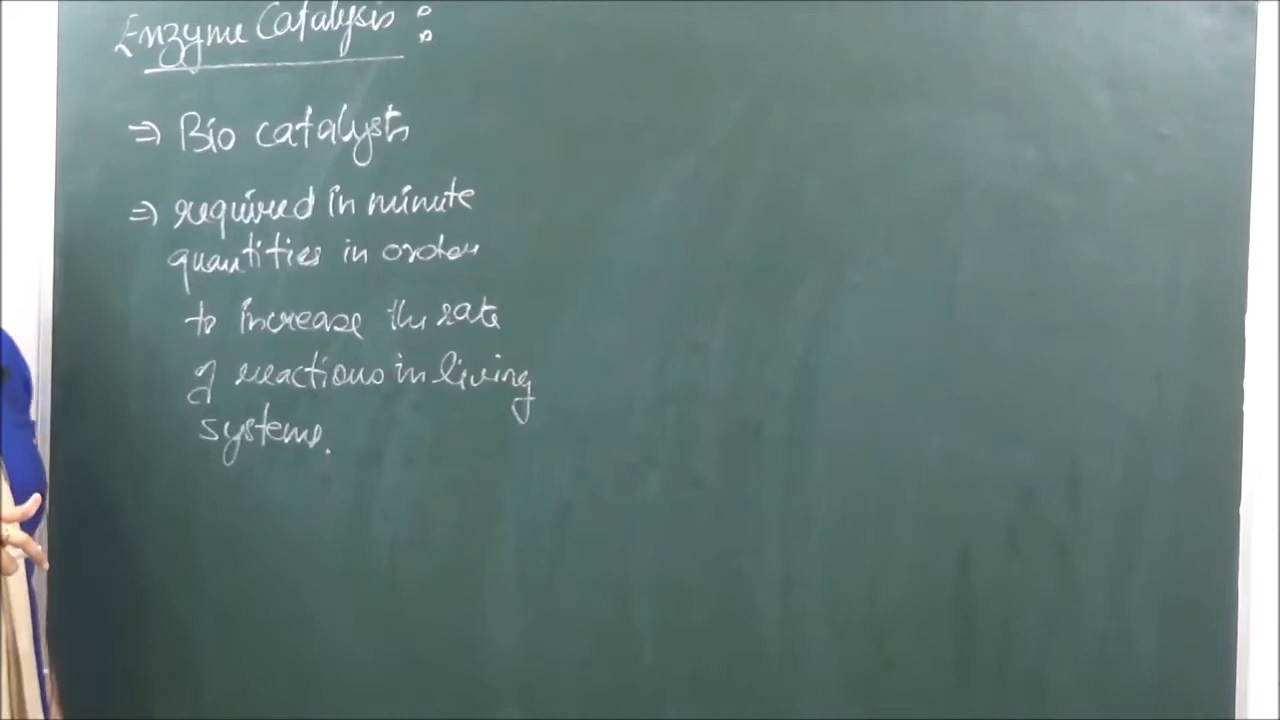 Enzyme Catalysis :
⇒ Bio catalysts
⇒ required in minute
quantities in order
to increase the rate
of reactions in living
systems.